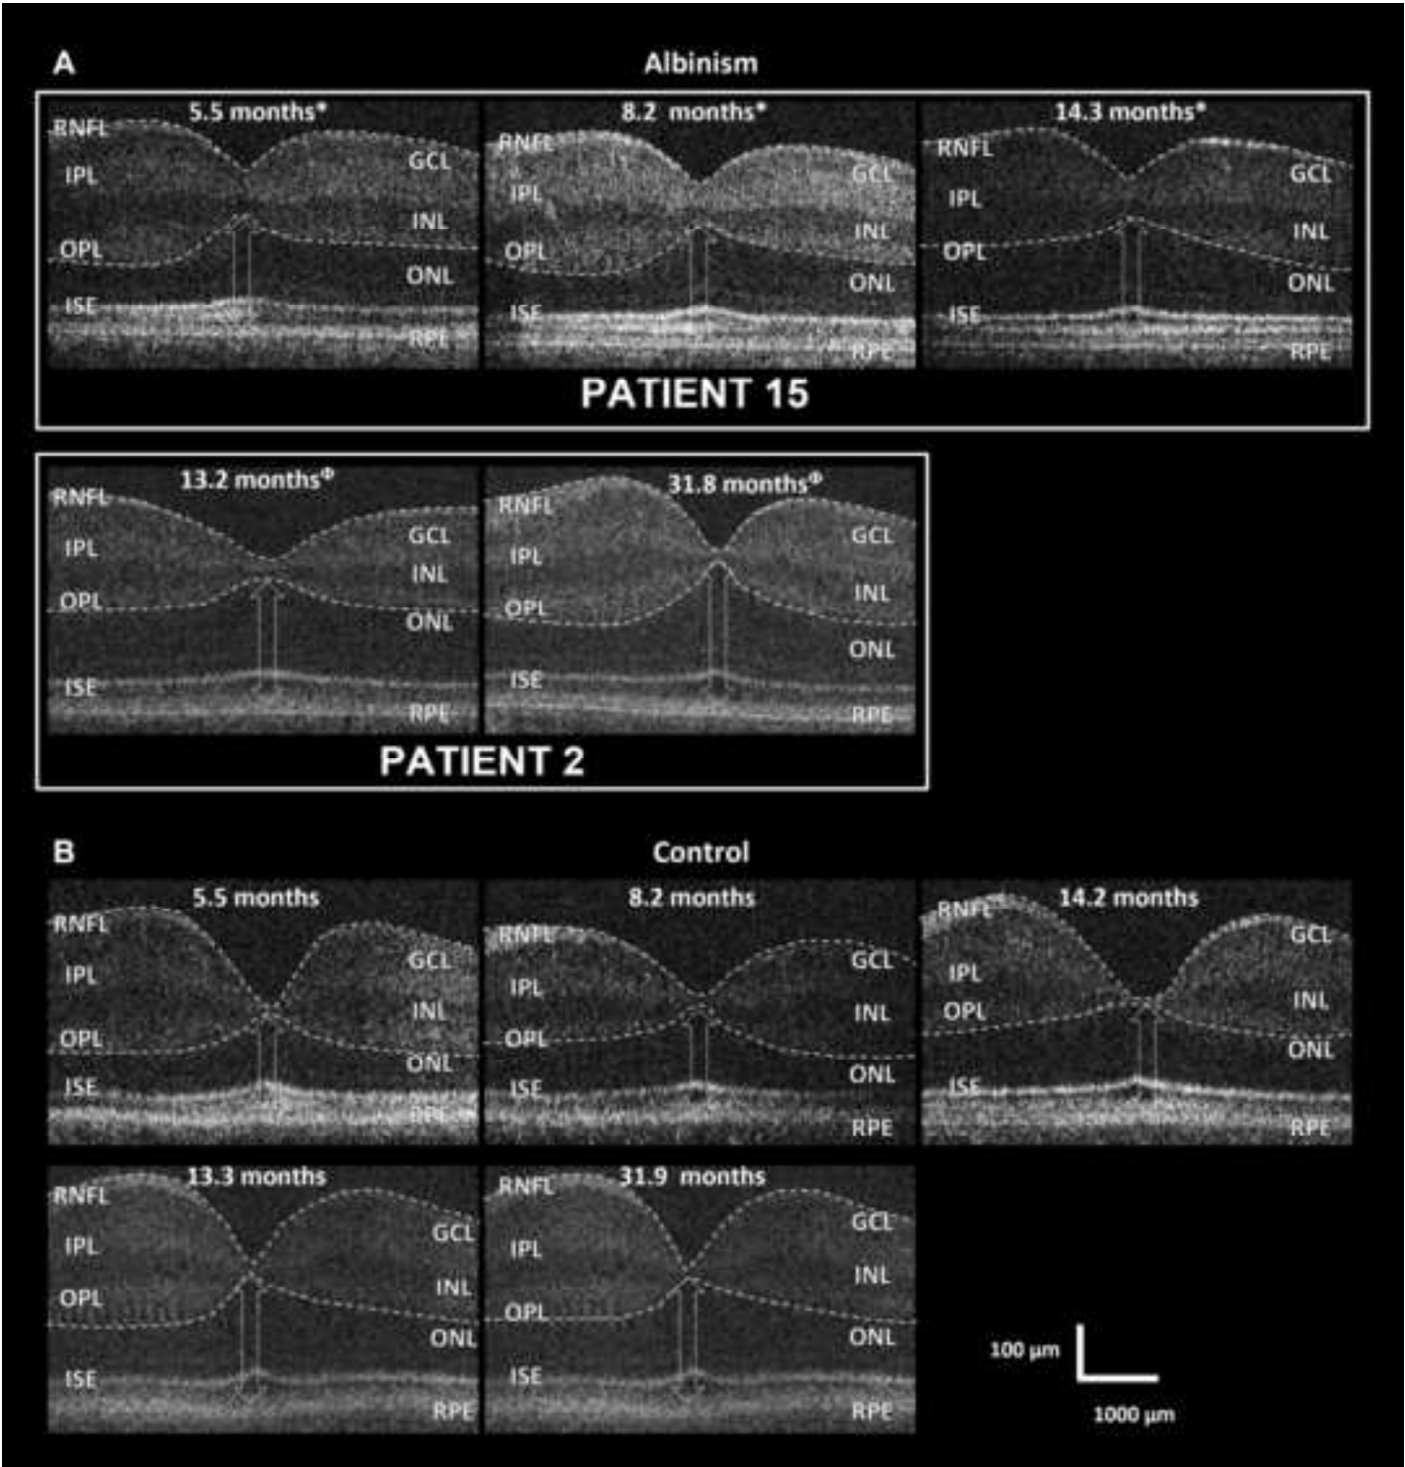 A
Albinism
5.5 months*
8.2 months*
14.3 months*
RNFL
IPL
OPL
ISE
GCL
INL
ONL
RPE
RNFL
IPL
OPL
ISE
GCL
INL
ONL
RPE
RNFL
IPL
OPL
ISE
GCL
INL
ONL
RPE
PATIENT 15
13.2 months^Φ
31.8 months^Φ
RNFL
IPL
OPL
ISE
GCL
INL
ONL
RPE
RNFL
IPL
OPL
ISE
GCL
INL
ONL
RPE
PATIENT 2
B
Control
5.5 months
8.2 months
14.2 months
RNFL
IPL
OPL
ISE
GCL
INL
ONL
RPE
RNFL
IPL
OPL
ISE
GCL
INL
ONL
RPE
RNFL
IPL
OPL
ISE
GCL
INL
ONL
RPE
13.3 months
31.9 months
RNFL
IPL
OPL
ISE
GCL
INL
ONL
RPE
RNFL
IPL
OPL
ISE
GCL
INL
ONL
RPE
100 µm
1000 µm